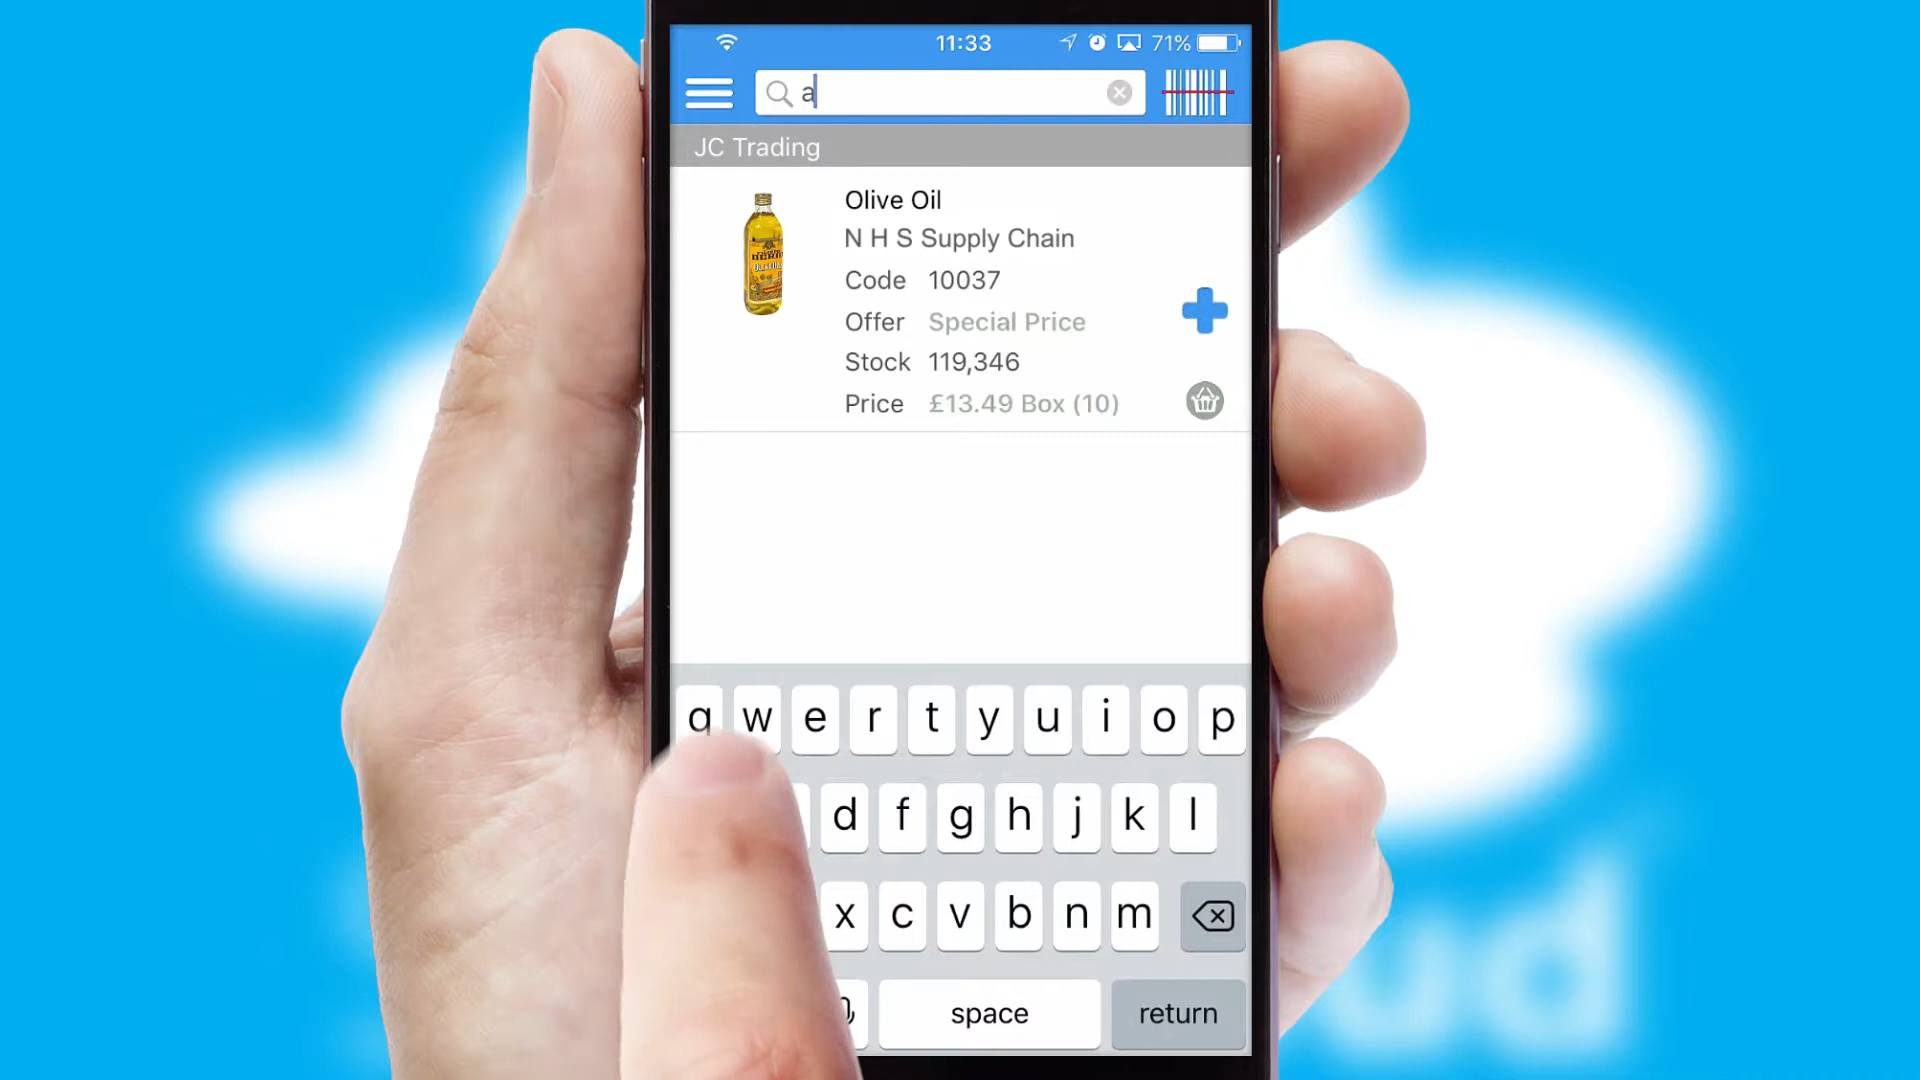 11:33
71%
a
JC Trading
Olive Oil
N H S Supply Chain
Code 10037
Offer Special Price
Stock 119,346
Price £13.49 Box (10)
q w e r t y u i o p
d f g h j k l
x c v b n m
space
return
ud